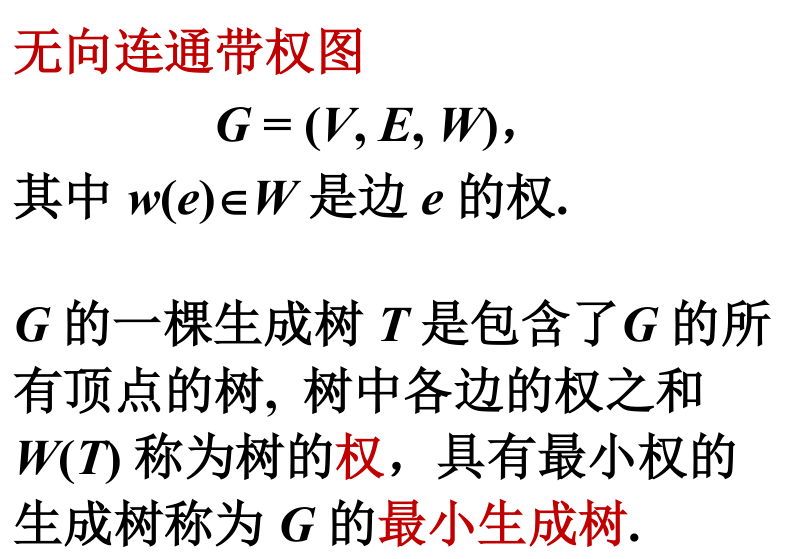 无向连通带权图
G = (V, E, W)，
其中 w(e)∈W 是边 e 的权.
G 的一棵生成树 T 是包含了G 的所
有顶点的树, 树中各边的权之和
W(T) 称为树的权，具有最小权的
生成树称为 G 的最小生成树.